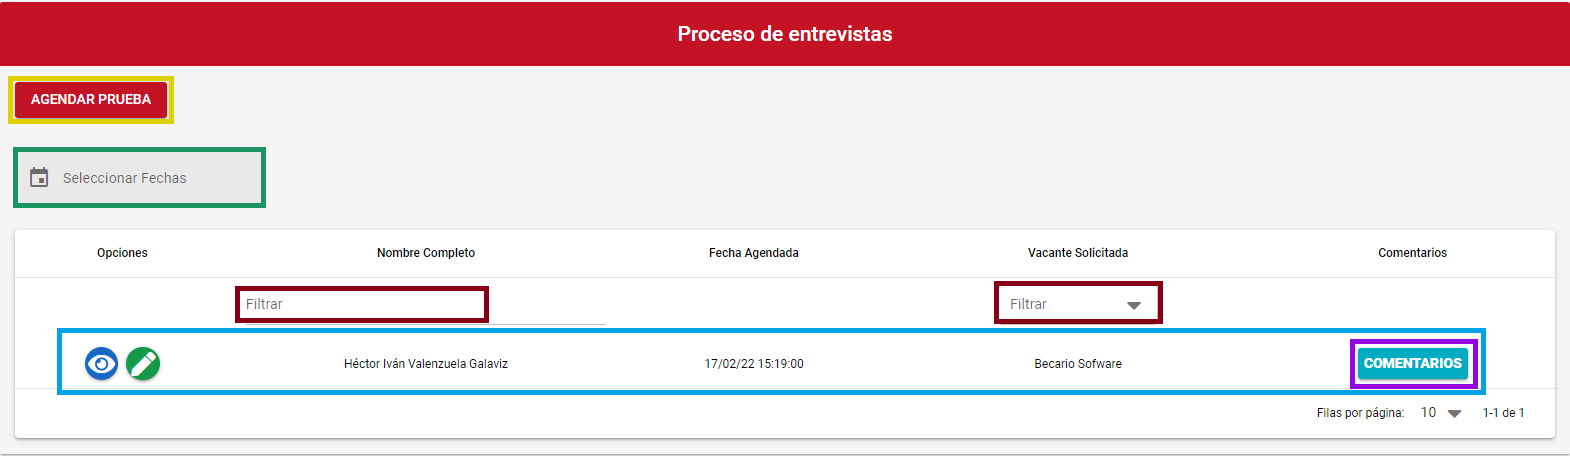 Proceso de entrevistas
AGENDAR PRUEBA
Seleccionar Fechas
Opciones Nombre Completo Fecha Agendada Vacante Solicitada Comentarios
Filtrar Filtrar
Héctor Iván Valenzuela Galaviz 17/02/22 15:19:00 Becario Sofware COMENTARIOS
Filas por página: 10 1-1 de 1